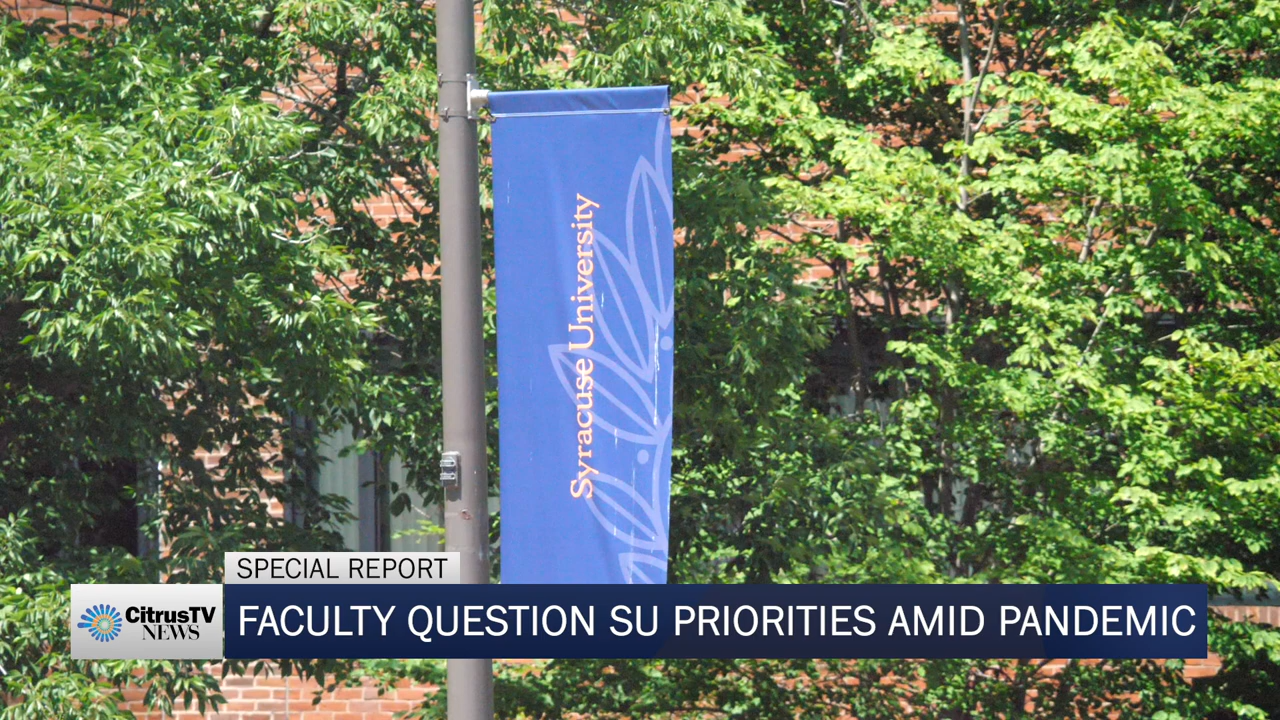 Syracuse University
SPECIAL REPORT
CitrusTV
NEWS
FACULTY QUESTION SU PRIORITIES AMID PANDEMIC